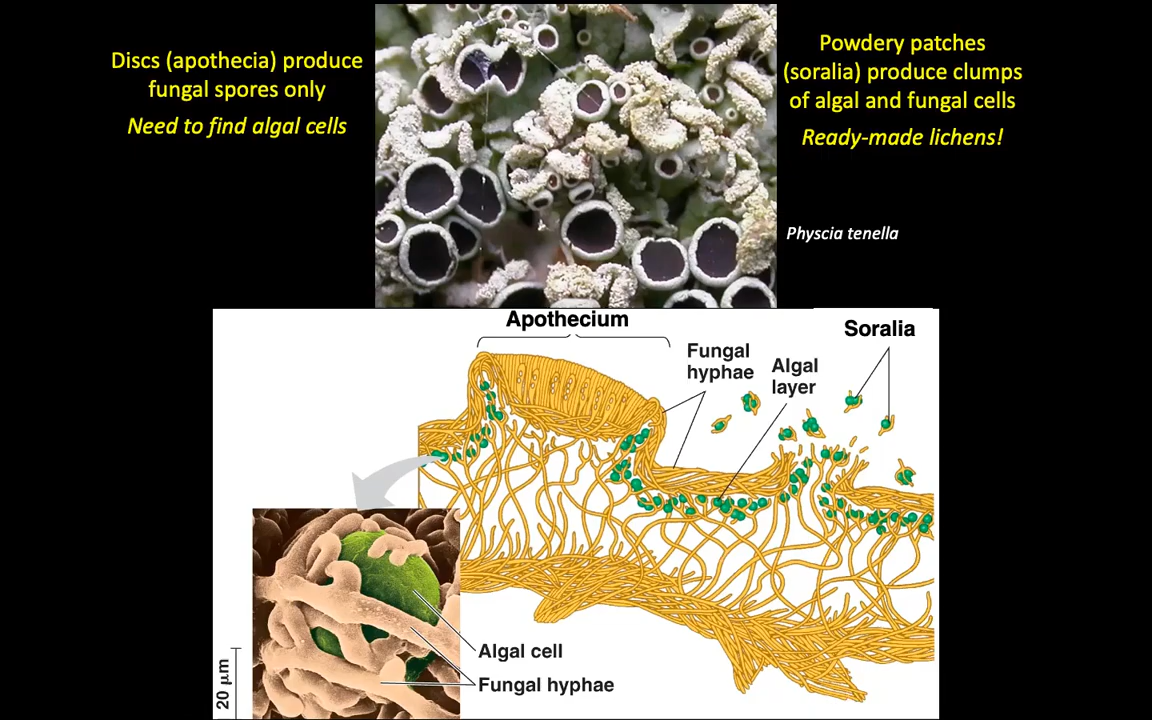 Discs (apothecia) produce
fungal spores only
Need to find algal cells
Powdery patches
(soralia) produce clumps
of algal and fungal cells
Ready-made lichens!
Physcia tenella
Apothecium
Soralia
Fungal
hyphae
Algal
layer
Algal cell
Fungal hyphae
20 μm